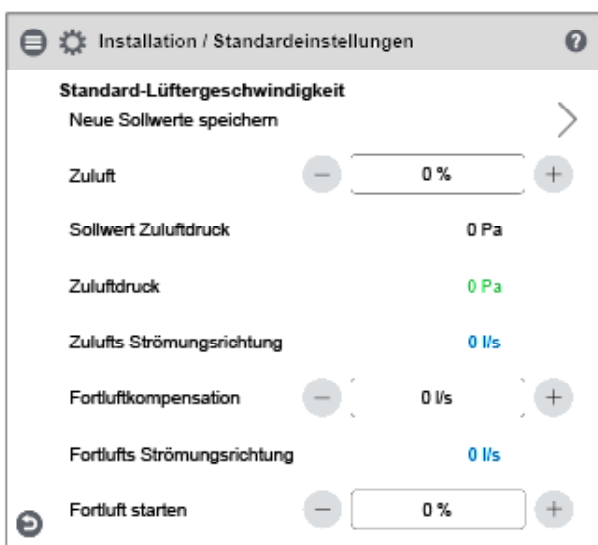 Installation / Standardeinstellungen ?
Standard-Lüftergeschwindigkeit
Neue Sollwerte speichern
Zuluft − 0 % +
Sollwert Zuluftdruck 0 Pa
Zuluftdruck 0 Pa
Zulufts Strömungsrichtung 0 l/s
Fortluftkompensation − 0 l/s +
Fortlufts Strömungsrichtung 0 l/s
Fortluft starten − 0 % +